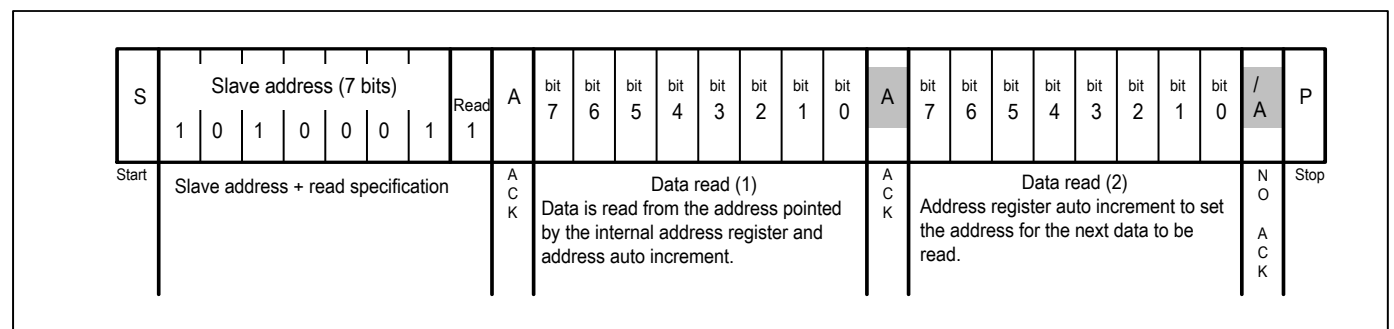 S
Slave address (7 bits)
1 0 1 0 0 0 1
Read
1
A
bit bit bit bit bit bit bit bit
7 6 5 4 3 2 1 0
A
bit bit bit bit bit bit bit bit
7 6 5 4 3 2 1 0
/
A
P
Start
Slave address + read specification
A
C
K
Data read (1)
Data is read from the address pointed
by the internal address register and
address auto increment.
A
C
K
Data read (2)
Address register auto increment to set
the address for the next data to be
read.
N
O
A
C
K
Stop